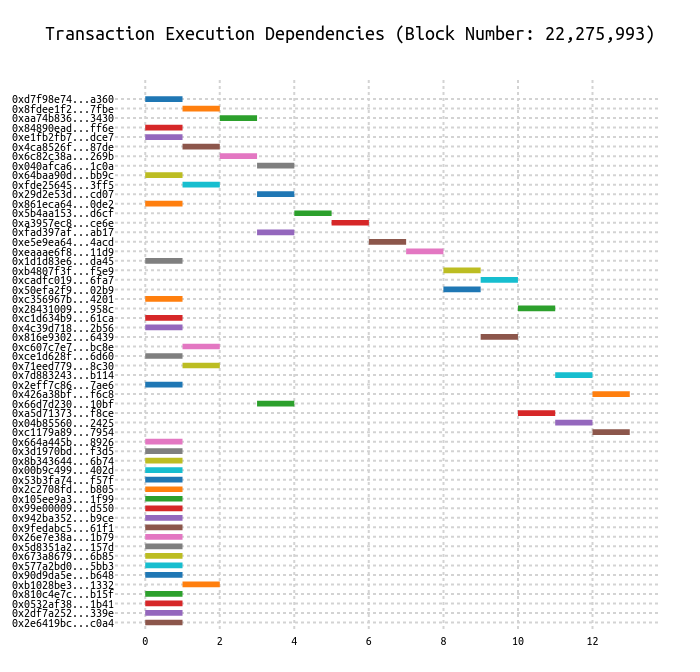 Transaction Execution Dependencies (Block Number: 22,275,993)
0xd7f98e74...a360
0x8fdee1f2...7fbe
0xaa74b836...3430
0x84890ead...ff6e
0xe1fb2fb7...dce7
0x4ca8526f...87de
0x6c82c38a...269b
0x040afca6...1c0a
0x64baa90d...bb9c
0xfde25645...3ff5
0x29d2e53d...cd07
0x861eca64...0de2
0x5b4aa153...d6cf
0xa3957ec8...ce6e
0xfad397af...ab17
0xe5e9ea64...4acd
0xeaaae6f8...11d9
0x1d1d83e6...da45
0xb4807f3f...f5e9
0xcadfc019...6fa7
0x50efa2f9...02b9
0xc356967b...4201
0x28431009...958c
0xc1d634b9...61ca
0x4c39d718...2b56
0x816e9302...6439
0xc607c7e7...bc8e
0xce1d628f...6d60
0x71eed779...8c30
0x7d883243...b114
0x2eff7c86...7ae6
0x426a38bf...f6c8
0x66d7d230...10bf
0xa5d71373...f8ce
0x04b85560...2425
0xc1179a89...7954
0x664a445b...8926
0x3d1970bd...f3d5
0x8b343644...6b74
0x00b9c499...402d
0x53b3fa74...f57f
0x2c2708fd...b805
0x105ee9a3...1f99
0x99e00009...d550
0x942ba352...b9ce
0x9fedabc5...61f1
0x26e7e38a...1b79
0x5d8351a2...157d
0x673a8679...6b85
0x577a2bd0...5bb3
0x90d9da5e...b648
0xb1028be3...1332
0x810c4e7c...b15f
0x0532af38...1b41
0x2df7a252...339e
0x2e6419bc...c0a4
0 2 4 6 8 10 12